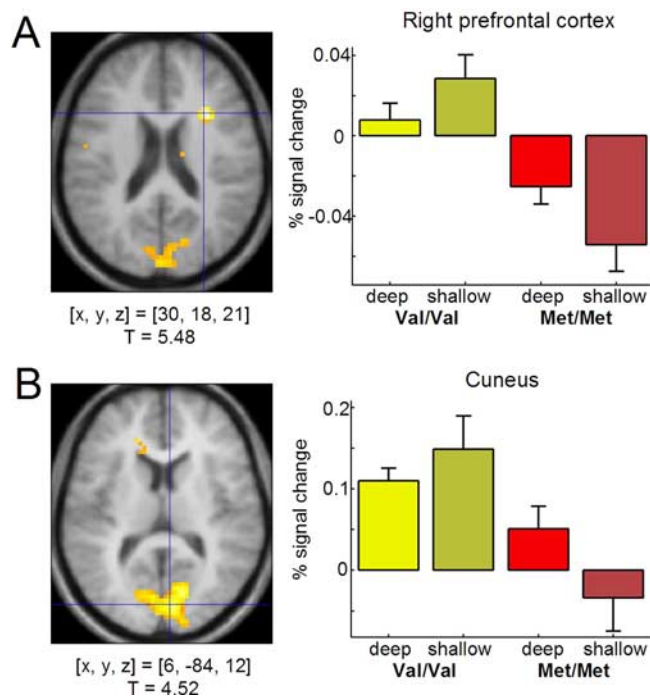 A
Right prefrontal cortex
0.04
0
-0.04
% signal change
deep shallow deep shallow
Val/Val Met/Met
[x, y, z] = [30, 18, 21]
T = 5.48
B
Cuneus
0.2
0.1
0
% signal change
deep shallow deep shallow
Val/Val Met/Met
[x, y, z] = [6, -84, 12]
T = 4.52